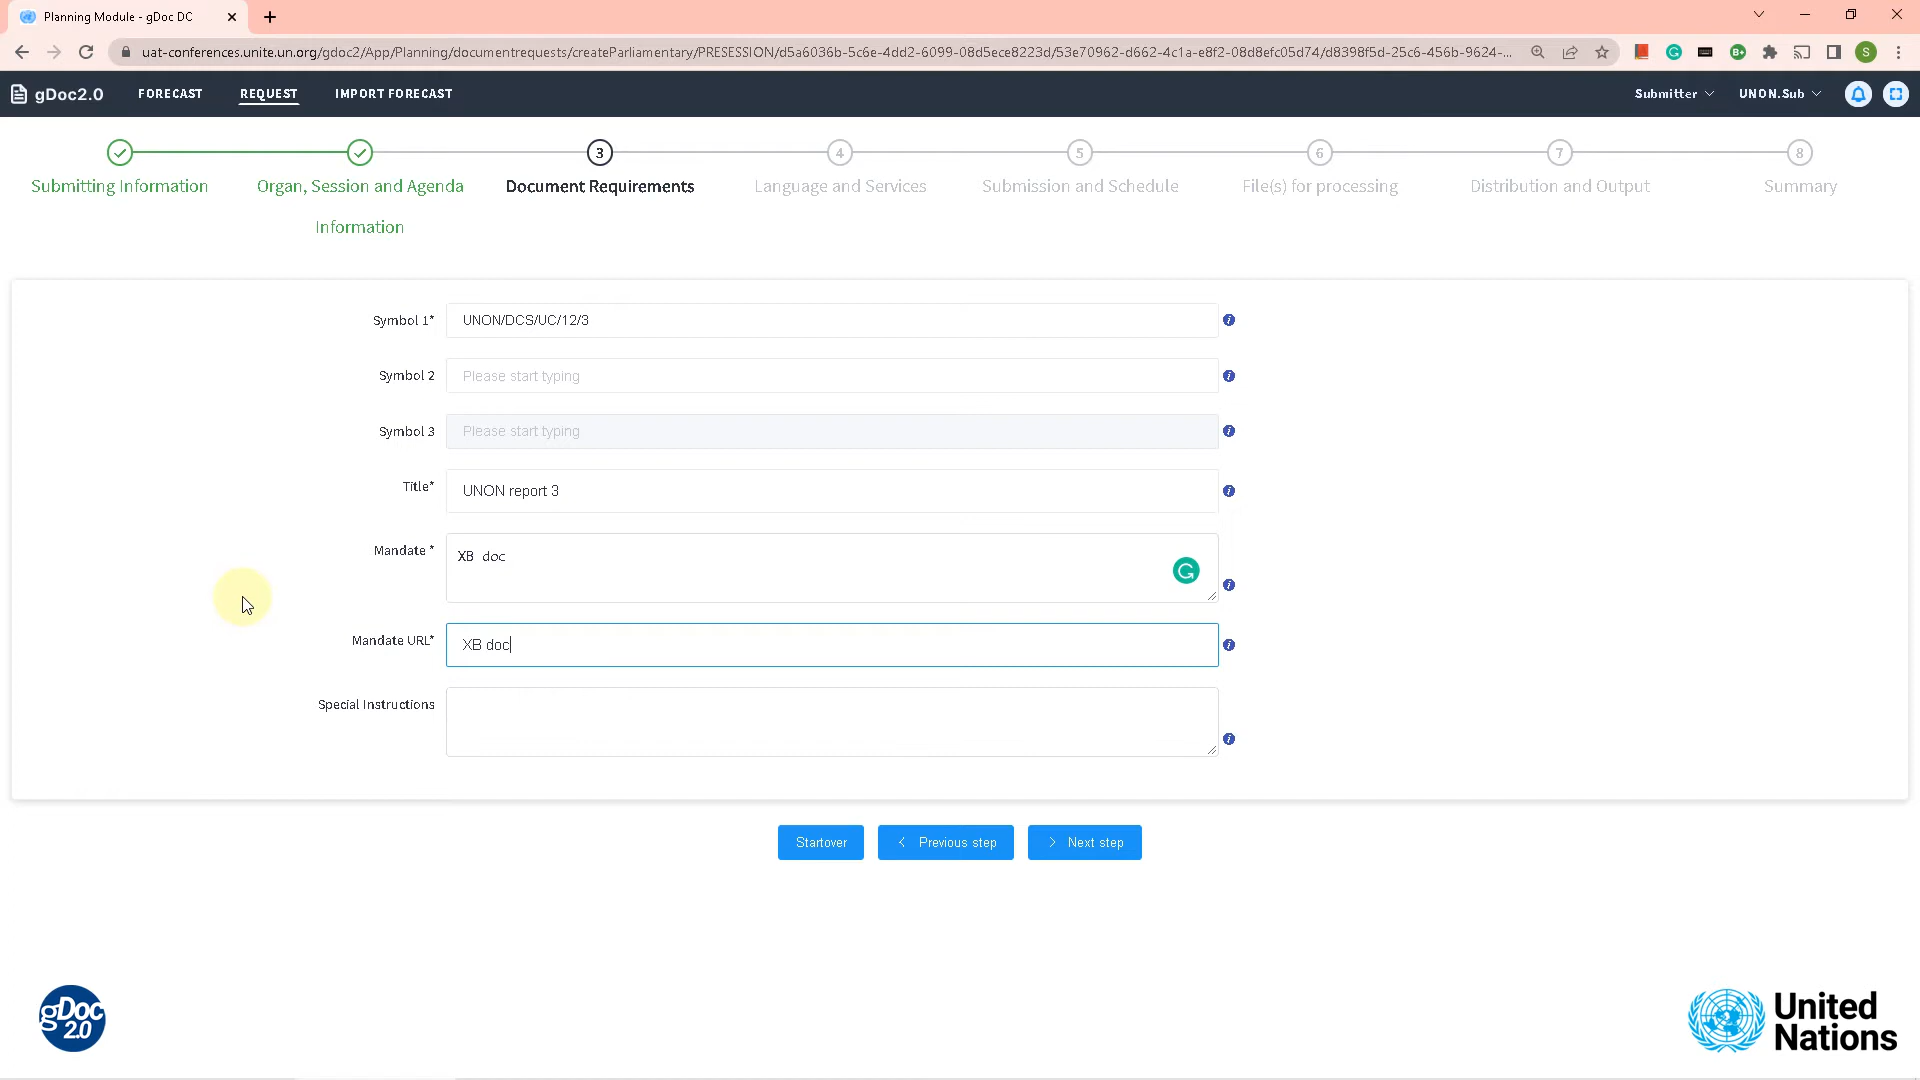 Planning Module - gDoc DC
uat-conferences.unite.un.org/gdoc2/App/Planning/documentrequests/createParliamentary/PRESESSION/d5a6036b-5c6e-4dd2-6099-08d5ece8223d/53e70962-d662-4c1a-e8f2-08d8efc05d74/d8398f5d-25c6-456b-9624-...
S
gDoc2.0 FORECAST REQUEST IMPORT FORECAST Submitter UNON.Sub
3 4 5 6 7 8
Submitting Information Organ, Session and Agenda Document Requirements Language and Services Submission and Schedule File(s) for processing Distribution and Output Summary
Information
Symbol 1* UNON/DCS/UC/12/3
Symbol 2 Please start typing
Symbol 3 Please start typing
Title* UNON report 3
Mandate * XB  doc
Mandate URL* XB doc
Special Instructions
Startover Previous step Next step
gDoc
2.0
United
Nations